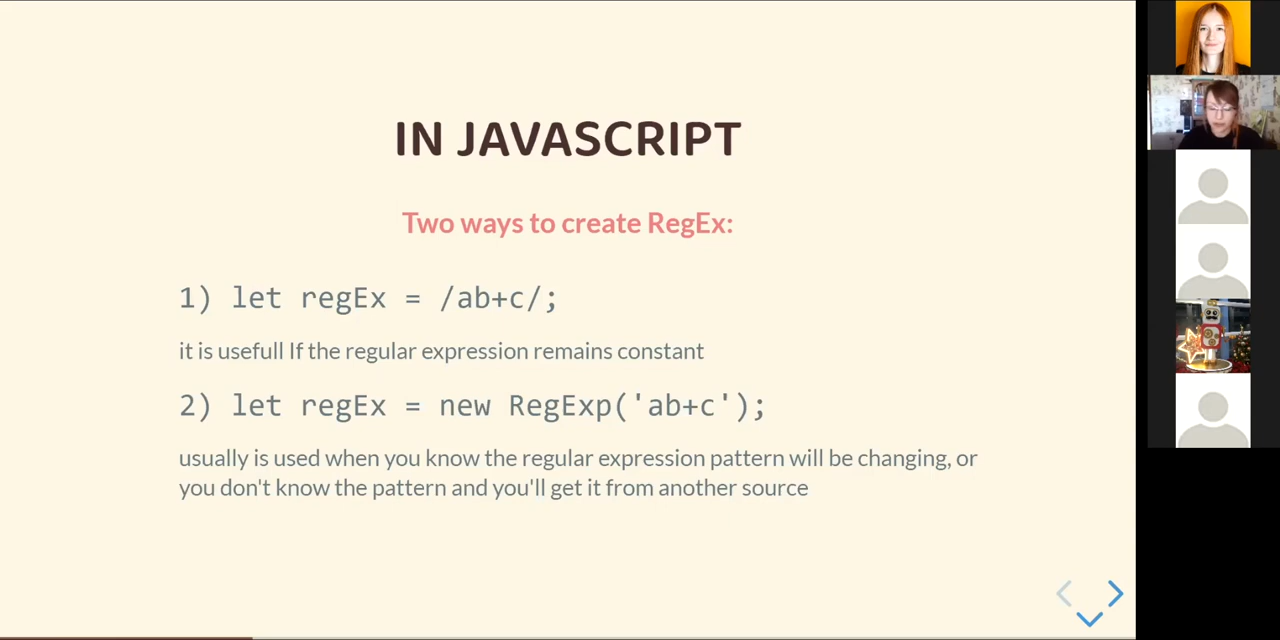 IN JAVASCRIPT
Two ways to create RegEx:
1) let regEx = /ab+c/;
it is usefull If the regular expression remains constant
2) let regEx = new RegExp('ab+c');
usually is used when you know the regular expression pattern will be changing, or
you don't know the pattern and you'll get it from another source